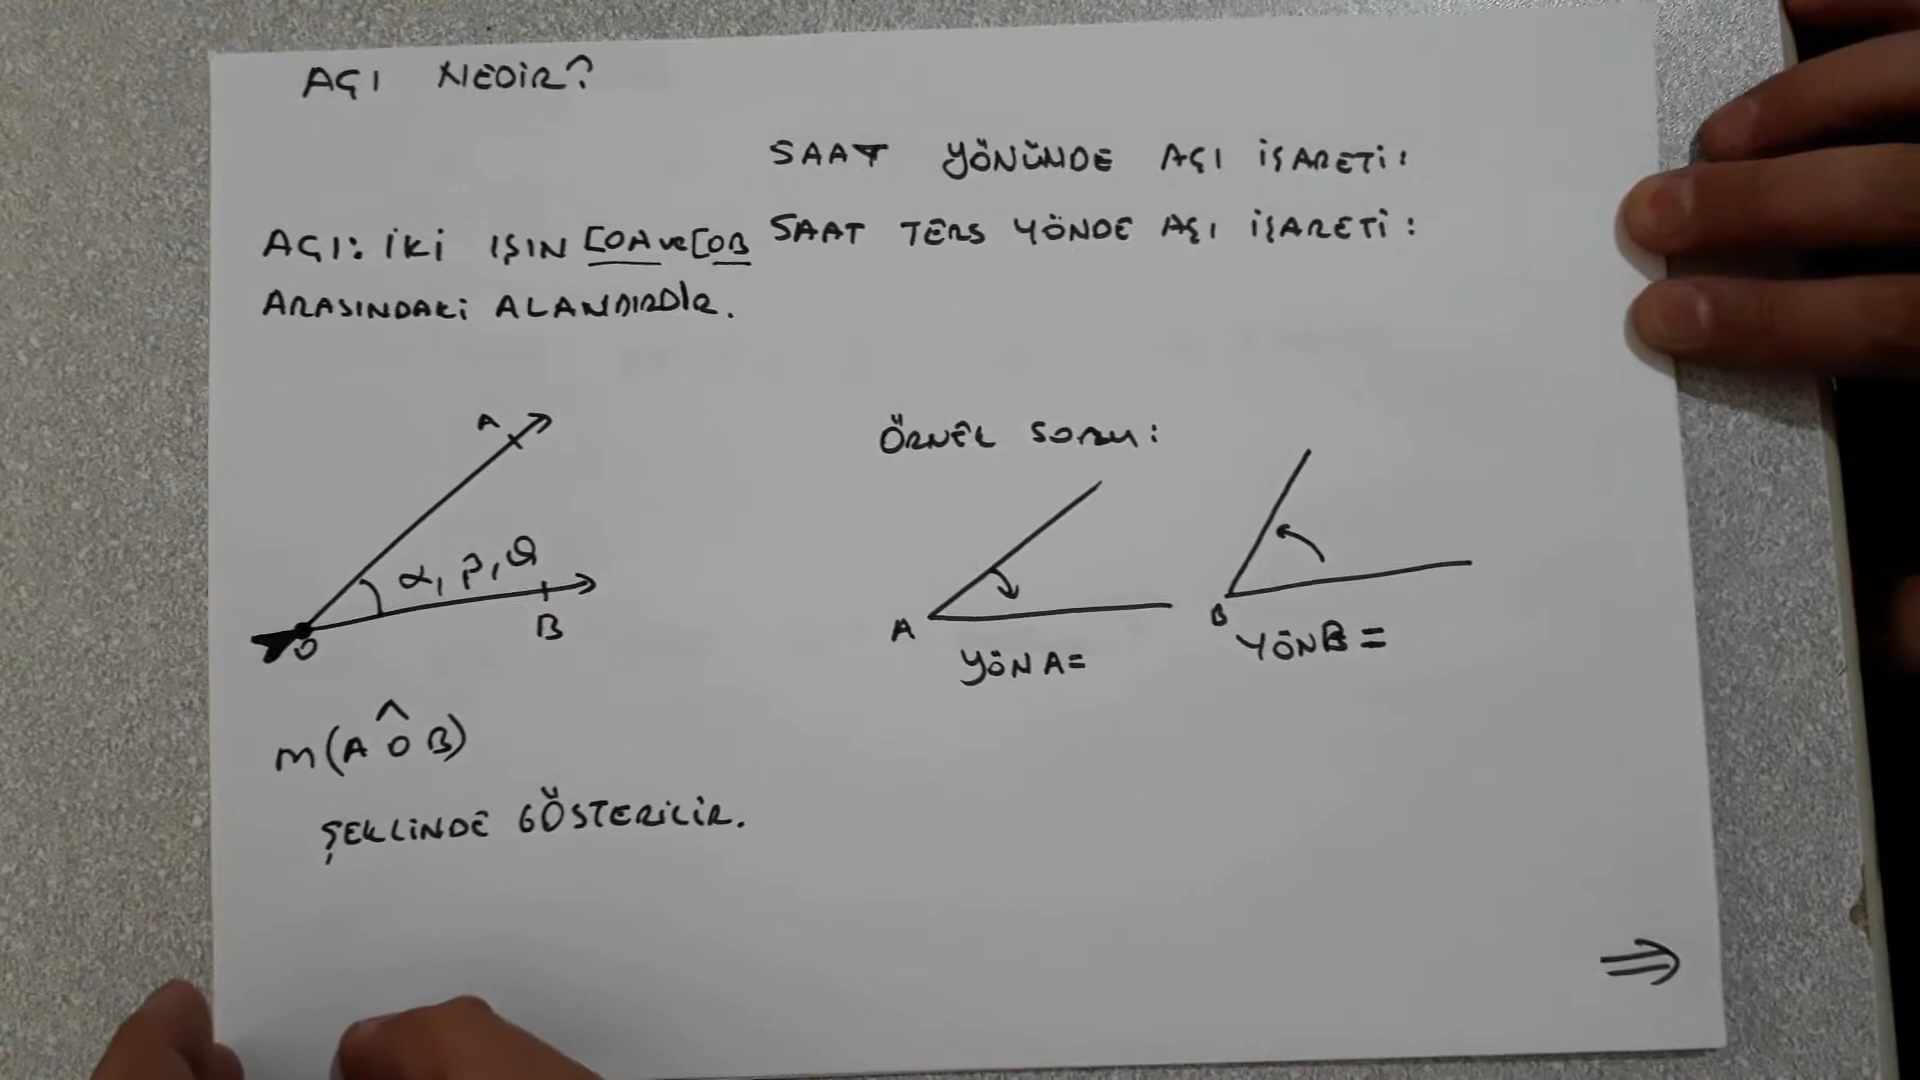 AÇI NEDİR?
SAAT YÖNÜNDE AÇI İŞARETİ:
SAAT TERS YÖNDE AÇI İŞARETİ:
AÇI: İKİ IŞIN [OA ve [OB
ARASINDAKİ ALANDIRDIR.
A
α, β, θ
B
O
m(AÔB)
ŞEKLİNDE GÖSTERİLİR.
ÖRNEK SORU:
A
YÖN A=
B
YÖN B=
⇒